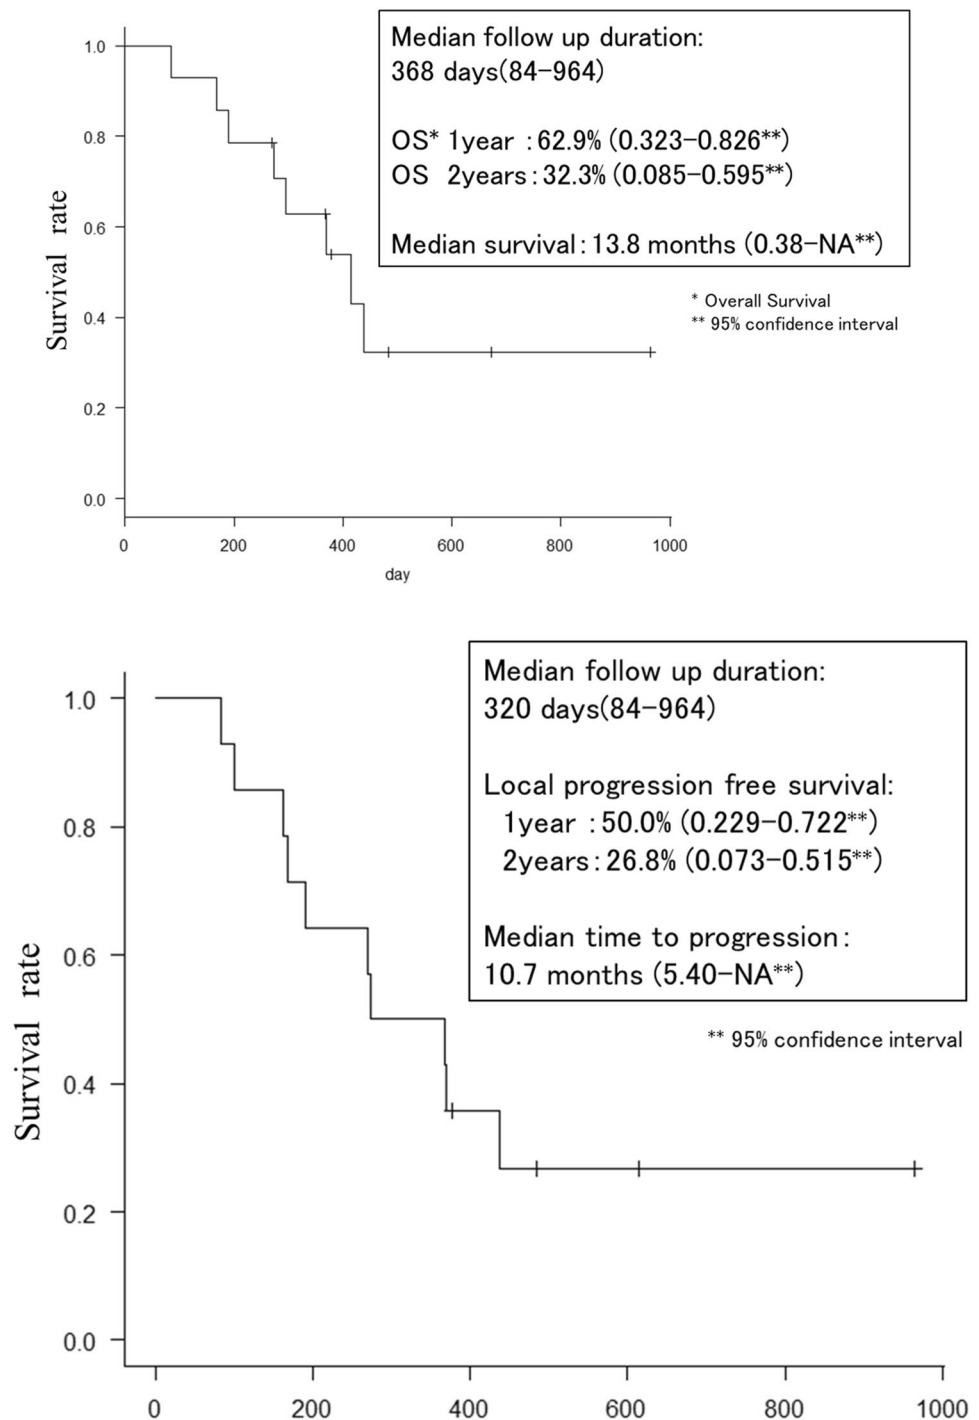 Median follow up duration:
368 days(84-964)
OS* 1year : 62.9% (0.323-0.826**)
OS 2years : 32.3% (0.085-0.595**)
Median survival : 13.8 months (0.38-NA**)
* Overall Survival
** 95% confidence interval
Survival rate
1.0
0.8
0.6
0.4
0.2
0.0
0 200 400 600 800 1000
day
Median follow up duration:
320 days(84-964)
Local progression free survival:
1year : 50.0% (0.229-0.722**)
2years : 26.8% (0.073-0.515**)
Median time to progression :
10.7 months (5.40-NA**)
** 95% confidence interval
Survival rate
1.0
0.8
0.6
0.4
0.2
0.0
0 200 400 600 800 1000